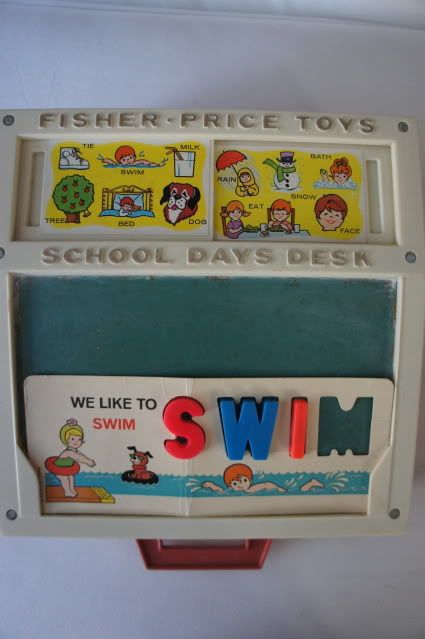 FISHER-PRICE TOYS
TIE
SWIM
MILK
TREE
BED
DOG
RAIN
SNOW
BATH
EAT
FACE
SCHOOL DAYS DESK
WE LIKE TO
SWIM
SWIM